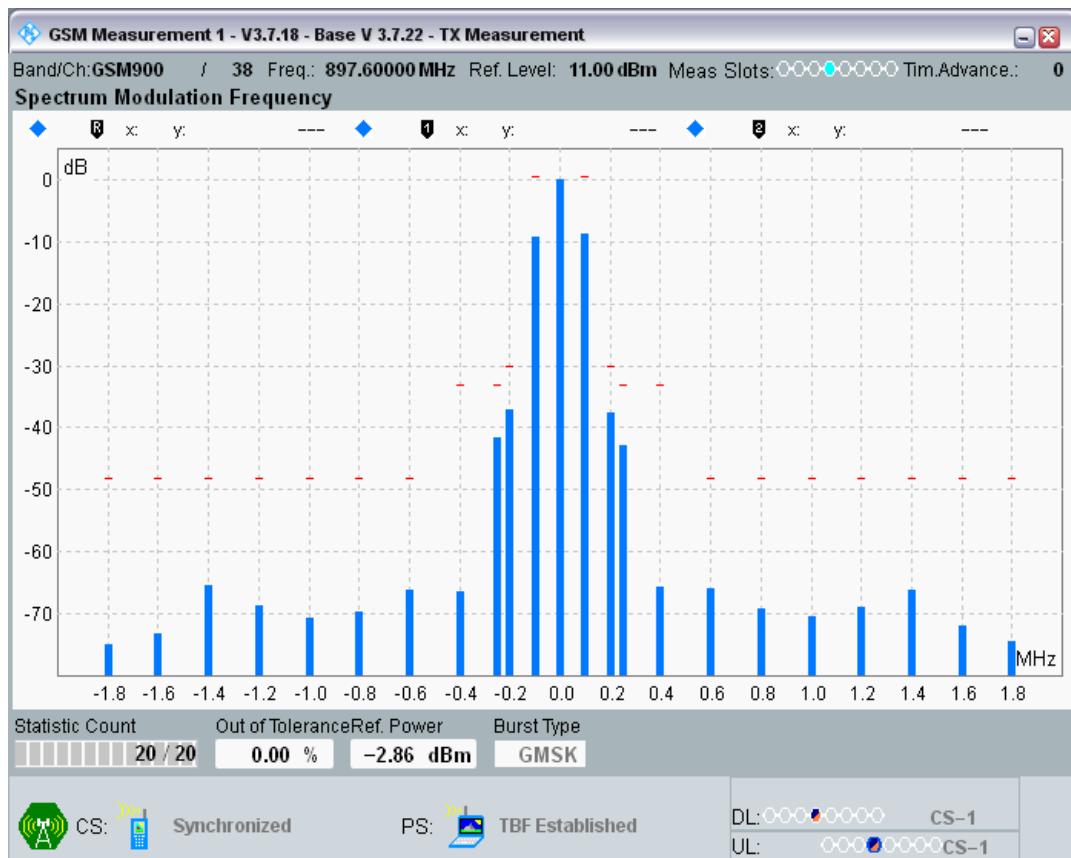 GSM Measurement 1 - V3.7.18 - Base V 3.7.22 - TX Measurement
Band/Ch:GSM900 / 38 Freq.: 897.60000 MHz Ref. Level: 11.00 dBm Meas Slots: Tim.Advance.: 0
Spectrum Modulation Frequency
R x: y: --- 1 x: y: --- 2 x: y: ---
dB
0
-10
-20
-30
-40
-50
-60
-70
MHz
-1.8 -1.6 -1.4 -1.2 -1.0 -0.8 -0.6 -0.4 -0.2 0.0 0.2 0.4 0.6 0.8 1.0 1.2 1.4 1.6 1.8
Statistic Count Out of Tolerance Ref. Power Burst Type
20 / 20 0.00 % −2.86 dBm GMSK
CS: Synchronized PS: TBF Established
DL: CS−1
UL: CS−1